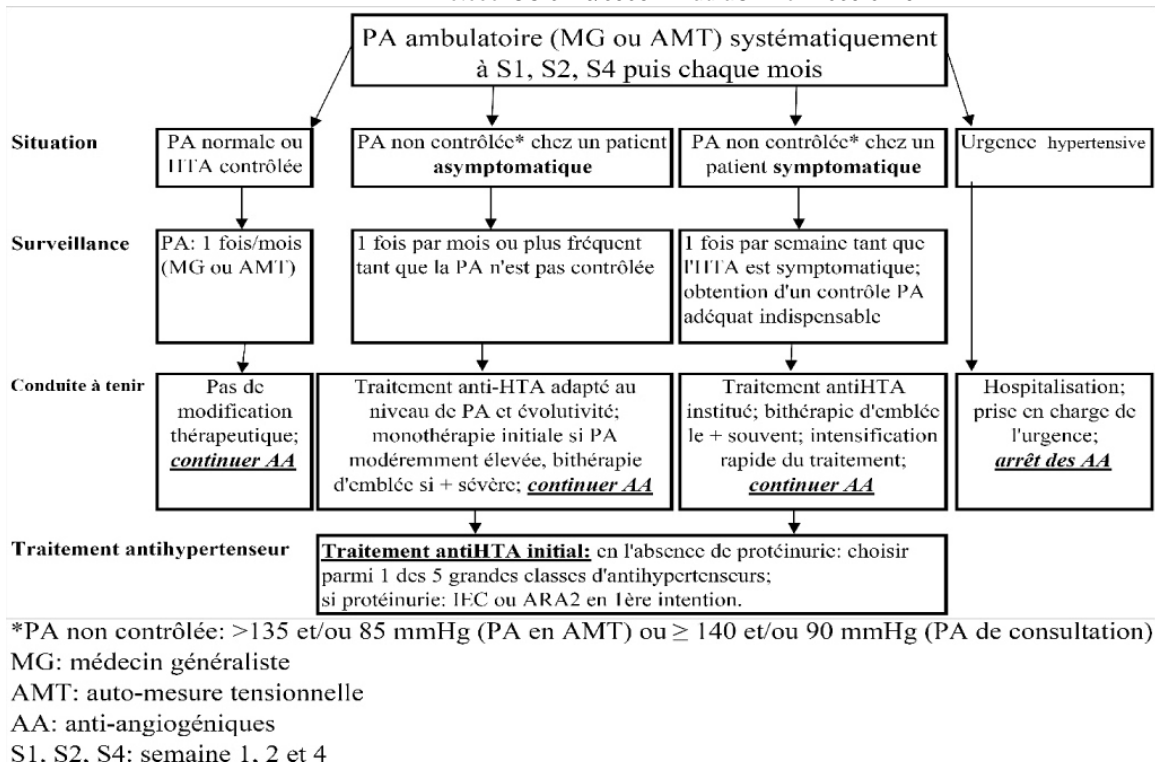 PA ambulatoire (MG ou AMT) systématiquement
à S1, S2, S4 puis chaque mois
Situation
PA normale ou
HTA contrôlée
PA non contrôlée* chez un patient
asymptomatique
PA non contrôlée* chez un
patient symptomatique
Urgence hypertensive
Surveillance
PA: 1 fois/mois
(MG ou AMT)
1 fois par mois ou plus fréquent
tant que la PA n'est pas contrôlée
1 fois par semaine tant que
l'HTA est symptomatique;
obtention d'un contrôle PA
adéquat indispensable
Conduite à tenir
Pas de
modification
thérapeutique;
continuer AA
Traitement anti-HTA adapté au
niveau de PA et évolutivité;
monothérapie initiale si PA
modéremment élevée, bithérapie
d'emblée si + sévère; continuer AA
Traitement antiHTA
institué; bithérapie d'emblée
le + souvent; intensification
rapide du traitement;
continuer AA
Hospitalisation;
prise en charge de
l'urgence;
arrêt des AA
Traitement antihypertenseur
Traitement antiHTA initial: en l'absence de protéinurie: choisir
parmi 1 des 5 grandes classes d'antihypertenseurs;
si protéinurie: IEC ou ARA2 en 1ère intention.
*PA non contrôlée: >135 et/ou 85 mmHg (PA en AMT) ou ≥ 140 et/ou 90 mmHg (PA de consultation)
MG: médecin généraliste
AMT: auto-mesure tensionnelle
AA: anti-angiogéniques
S1, S2, S4: semaine 1, 2 et 4